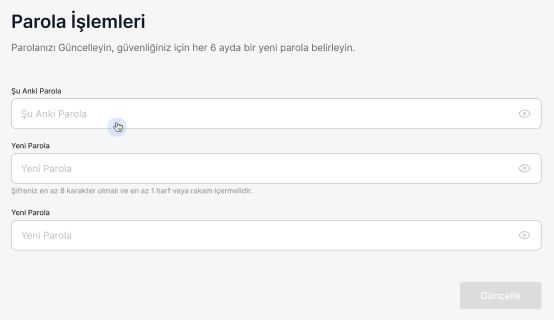 Parola İşlemleri
Parolanızı Güncelleyin, güvenliğiniz için her 6 ayda bir yeni parola belirleyin.
Şu Anki Parola
Şu Anki Parola
Yeni Parola
Yeni Parola
Şifreniz en az 8 karakter olmalı ve en az 1 harf veya rakam içermelidir.
Yeni Parola
Yeni Parola
Güncelle